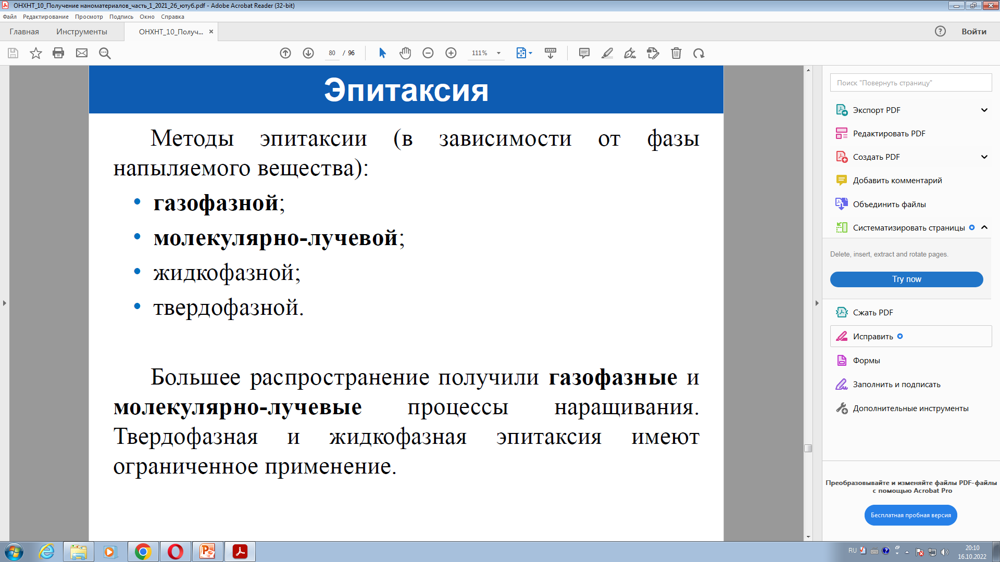 ОНХНТ_10_Получение наноматериалов_часть_1_2021_26_ютуб.pdf - Adobe Acrobat Reader (32-bit)
Файл Редактирование Просмотр Подпись Окно Справка
Главная Инструменты ОНХНТ_10_Получ... Войти
80 / 96 111%
Эпитаксия
Методы эпитаксии (в зависимости от фазы
напыляемого вещества):
• газофазной;
• молекулярно-лучевой;
• жидкофазной;
• твердофазной.
Большее распространение получили газофазные и
молекулярно-лучевые процессы наращивания.
Твердофазная и жидкофазная эпитаксия имеют
ограниченное применение.
Поиск "Повернуть страницу"
Экспорт PDF
Редактировать PDF
Создать PDF
Добавить комментарий
Объединить файлы
Систематизировать страницы
Delete, insert, extract and rotate pages.
Try now
Сжать PDF
Исправить
Формы
Заполнить и подписать
Дополнительные инструменты
Преобразовывайте и изменяйте файлы PDF-файлы
с помощью Acrobat Pro
Бесплатная пробная версия
RU 20:10
16.10.2022